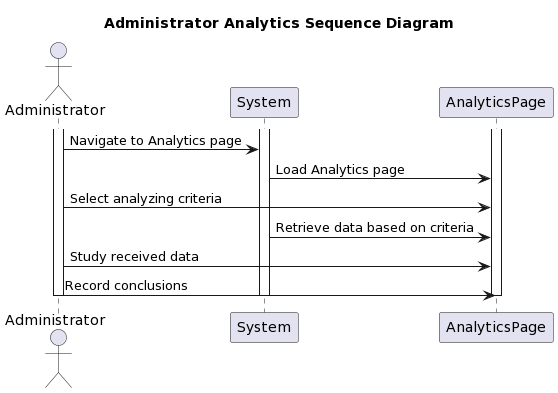 Administrator Analytics Sequence Diagram
Administrator
System
AnalyticsPage
Navigate to Analytics page
Load Analytics page
Select analyzing criteria
Retrieve data based on criteria
Study received data
Record conclusions
Administrator
System
AnalyticsPage